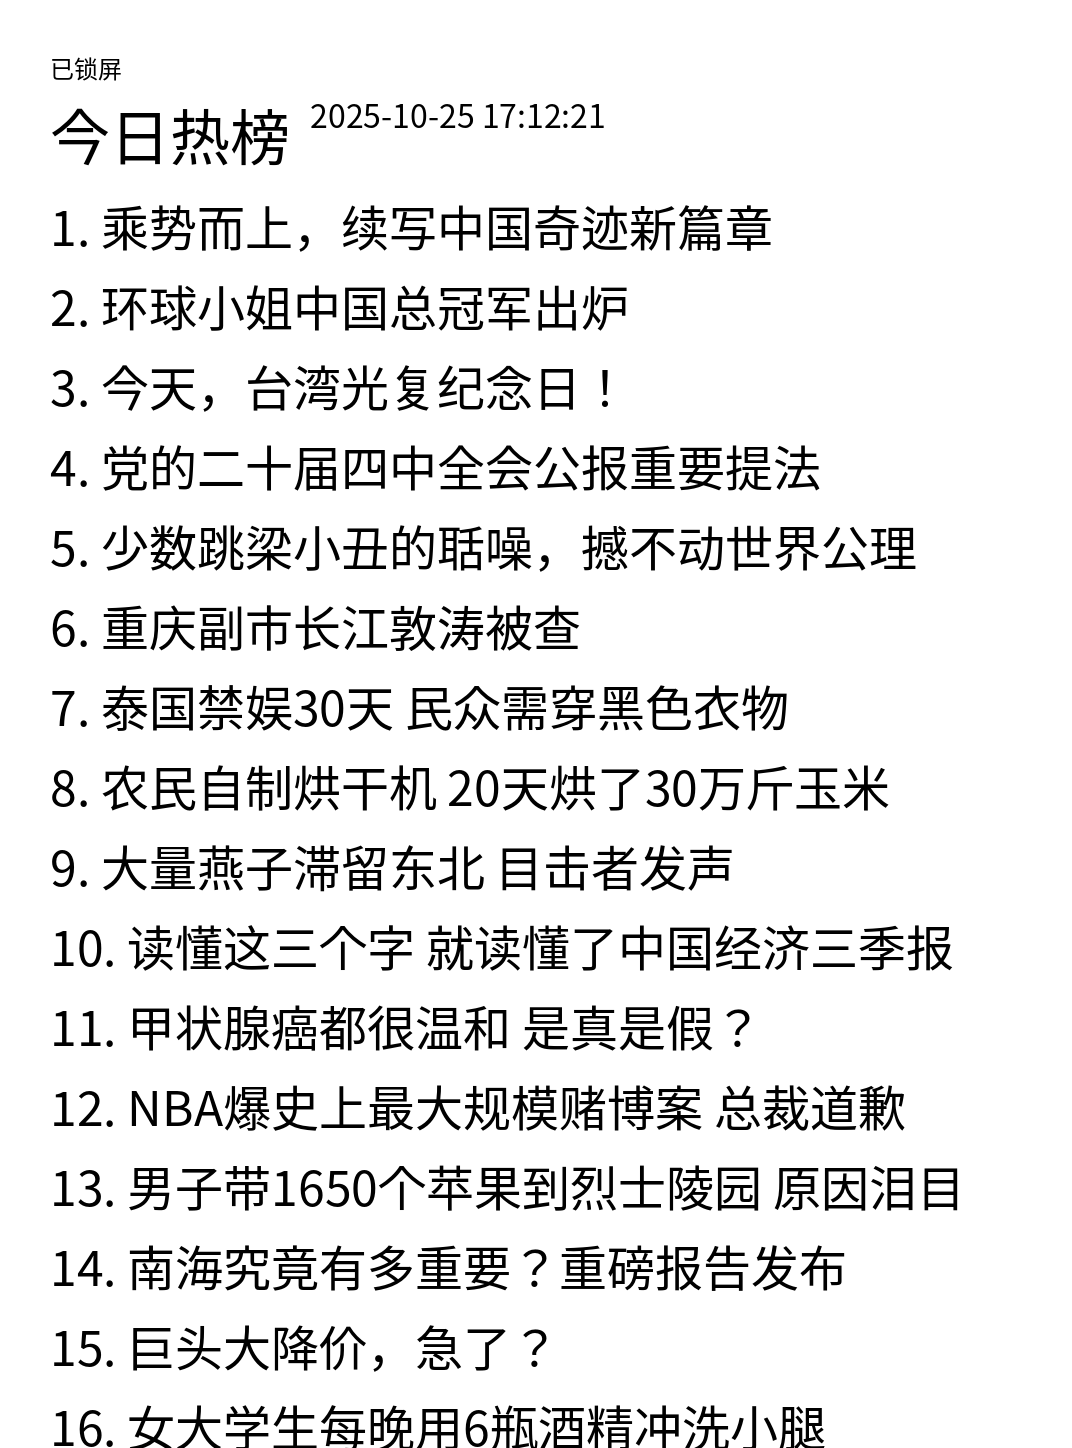 已锁屏
今日热榜 2025-10-25 17:12:21
1. 乘势而上，续写中国奇迹新篇章
2. 环球小姐中国总冠军出炉
3. 今天，台湾光复纪念日！
4. 党的二十届四中全会公报重要提法
5. 少数跳梁小丑的聒噪，撼不动世界公理
6. 重庆副市长江敦涛被查
7. 泰国禁娱30天 民众需穿黑色衣物
8. 农民自制烘干机 20天烘了30万斤玉米
9. 大量燕子滞留东北 目击者发声
10. 读懂这三个字 就读懂了中国经济三季报
11. 甲状腺癌都很温和 是真是假？
12. NBA爆史上最大规模赌博案 总裁道歉
13. 男子带1650个苹果到烈士陵园 原因泪目
14. 南海究竟有多重要？重磅报告发布
15. 巨头大降价，急了？
16. 女大学生每晚用6瓶酒精冲洗小腿